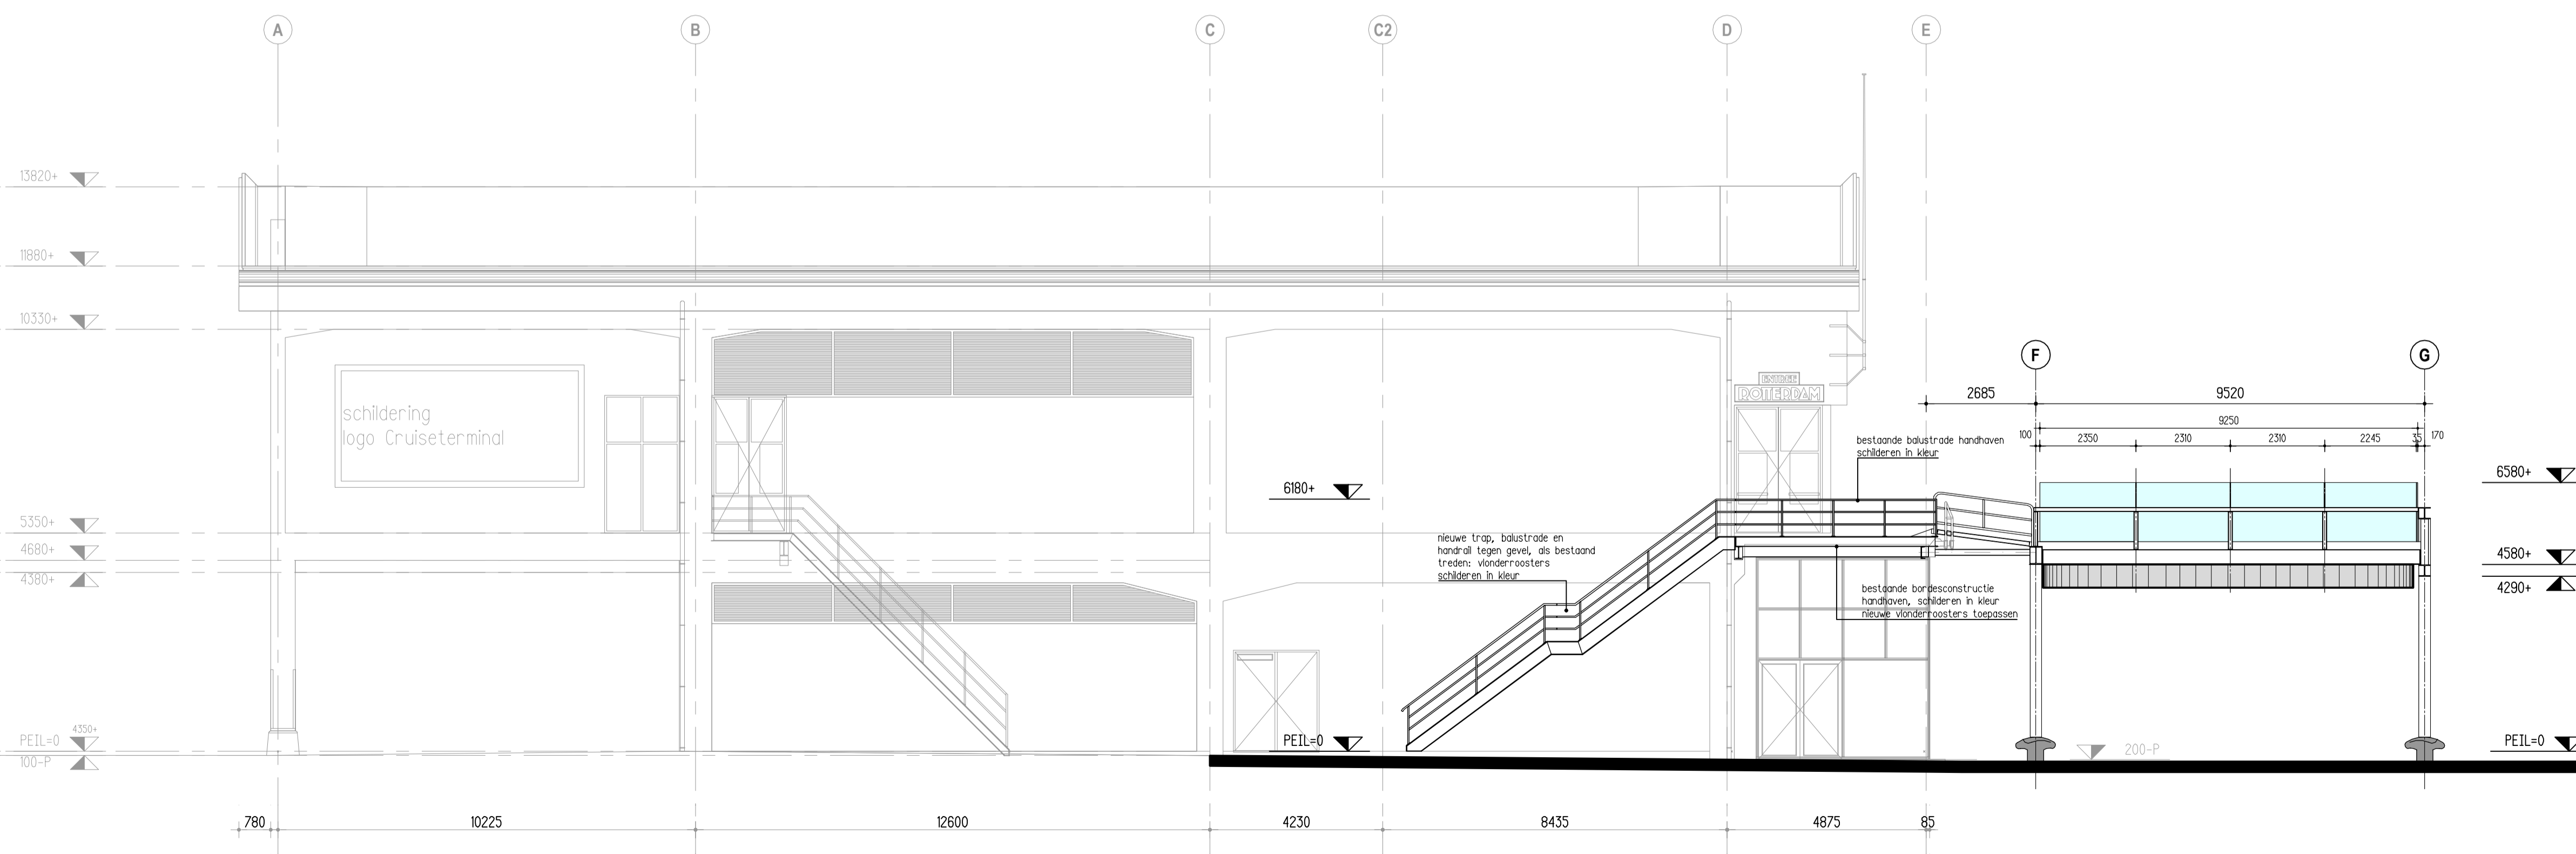 A
B
C
C2
D
E
13820+
11880+
10330+
5350+
4680+
4380+
4350+
PEIL=0
100-P
schildering
logo Cruiseterminal
ENTREE
ROTTERDAM
6180+
PEIL=0
nieuwe trap, balustrade en
handrail tegen gevel, als bestaand
treden: vlonderroosters
schilderen in kleur
bestaande balustrade handhaven
schilderen in kleur
bestaande bordesconstructie
handhaven, schilderen in kleur
nieuwe vlonderroosters toepassen
F
G
2685
9520
9250
100
2350
2310
2310
2245
35
170
6580+
4580+
4290+
PEIL=0
200-P
780
10225
12600
4230
8435
4875
85